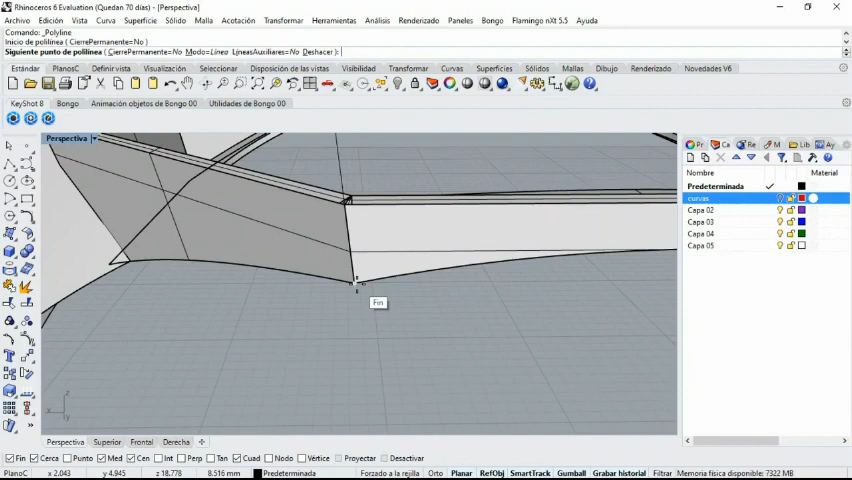 Rhinoceros 6 Evaluation (Quedan 70 días) - [Perspectiva]
Archivo Edición Vista Curva Superficie Sólido Malla Acotación Transformar Herramientas Análisis Renderizado Paneles Bongo Flamingo nXt 5.5 Ayuda
Comando: _Polyline
Inicio de polilínea ( CierrePermanente=No )
Siguiente punto de polilínea ( CierrePermanente=No Modo=Línea LíneasAuxiliares=No Deshacer ):
Estándar PlanosC Definir vista Visualización Seleccionar Disposición de las vistas Visibilidad Transformar Curvas Superficies Sólidos Mallas Dibujo Renderizado Novedades V6
KeyShot 8 Bongo Animación objetos de Bongo 00 Utilidades de Bongo 00
Perspectiva
Pr Ca Re M Lib Ay
Nombre Material
Predeterminada
curvas
Capa 02
Capa 03
Capa 04
Capa 05
Fin
z
x
y
Perspectiva Superior Frontal Derecha
Fin Cerca Punto Med Cen Int Perp Tan Cuad Nodo Vértice Proyectar Desactivar
PlanoC x 2.043 y 4.945 z 18.778 8.516 mm Predeterminada Forzado a la rejilla Orto Planar RefObj SmartTrack Gumball Grabar historial Filtrar Memoria física disponible: 7322 MB